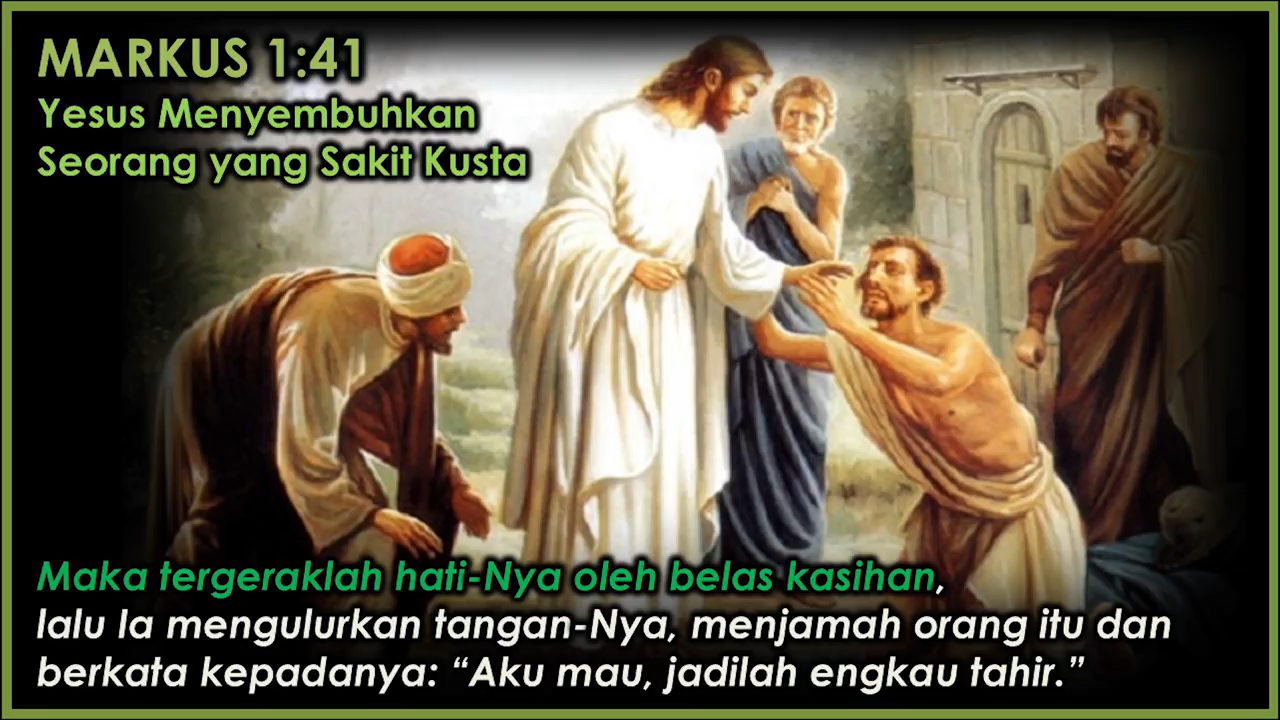 MARKUS 1:41
Yesus Menyembuhkan
Seorang yang Sakit Kusta
Maka tergeraklah hati-Nya oleh belas kasihan,
lalu Ia mengulurkan tangan-Nya, menjamah orang itu dan
berkata kepadanya: “Aku mau, jadilah engkau tahir.”